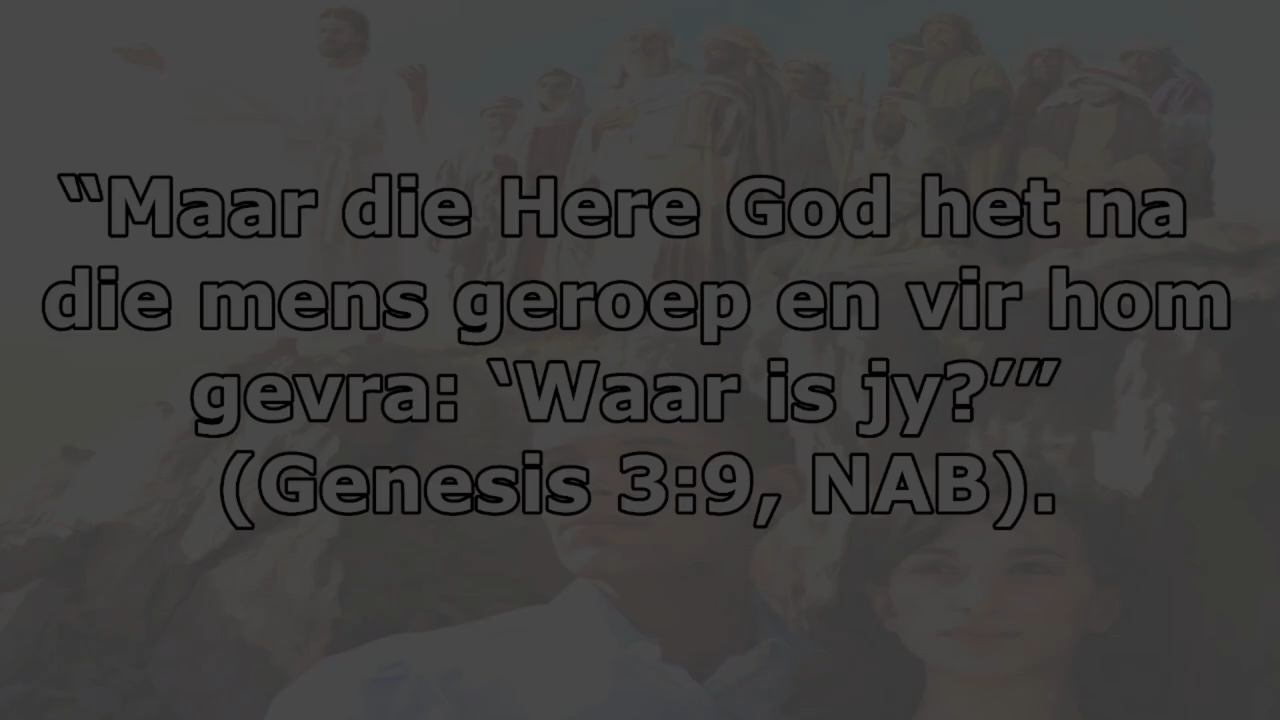 “Maar die Here God het na
die mens geroep en vir hom
gevra: ‘Waar is jy?’”
(Genesis 3:9, NAB).